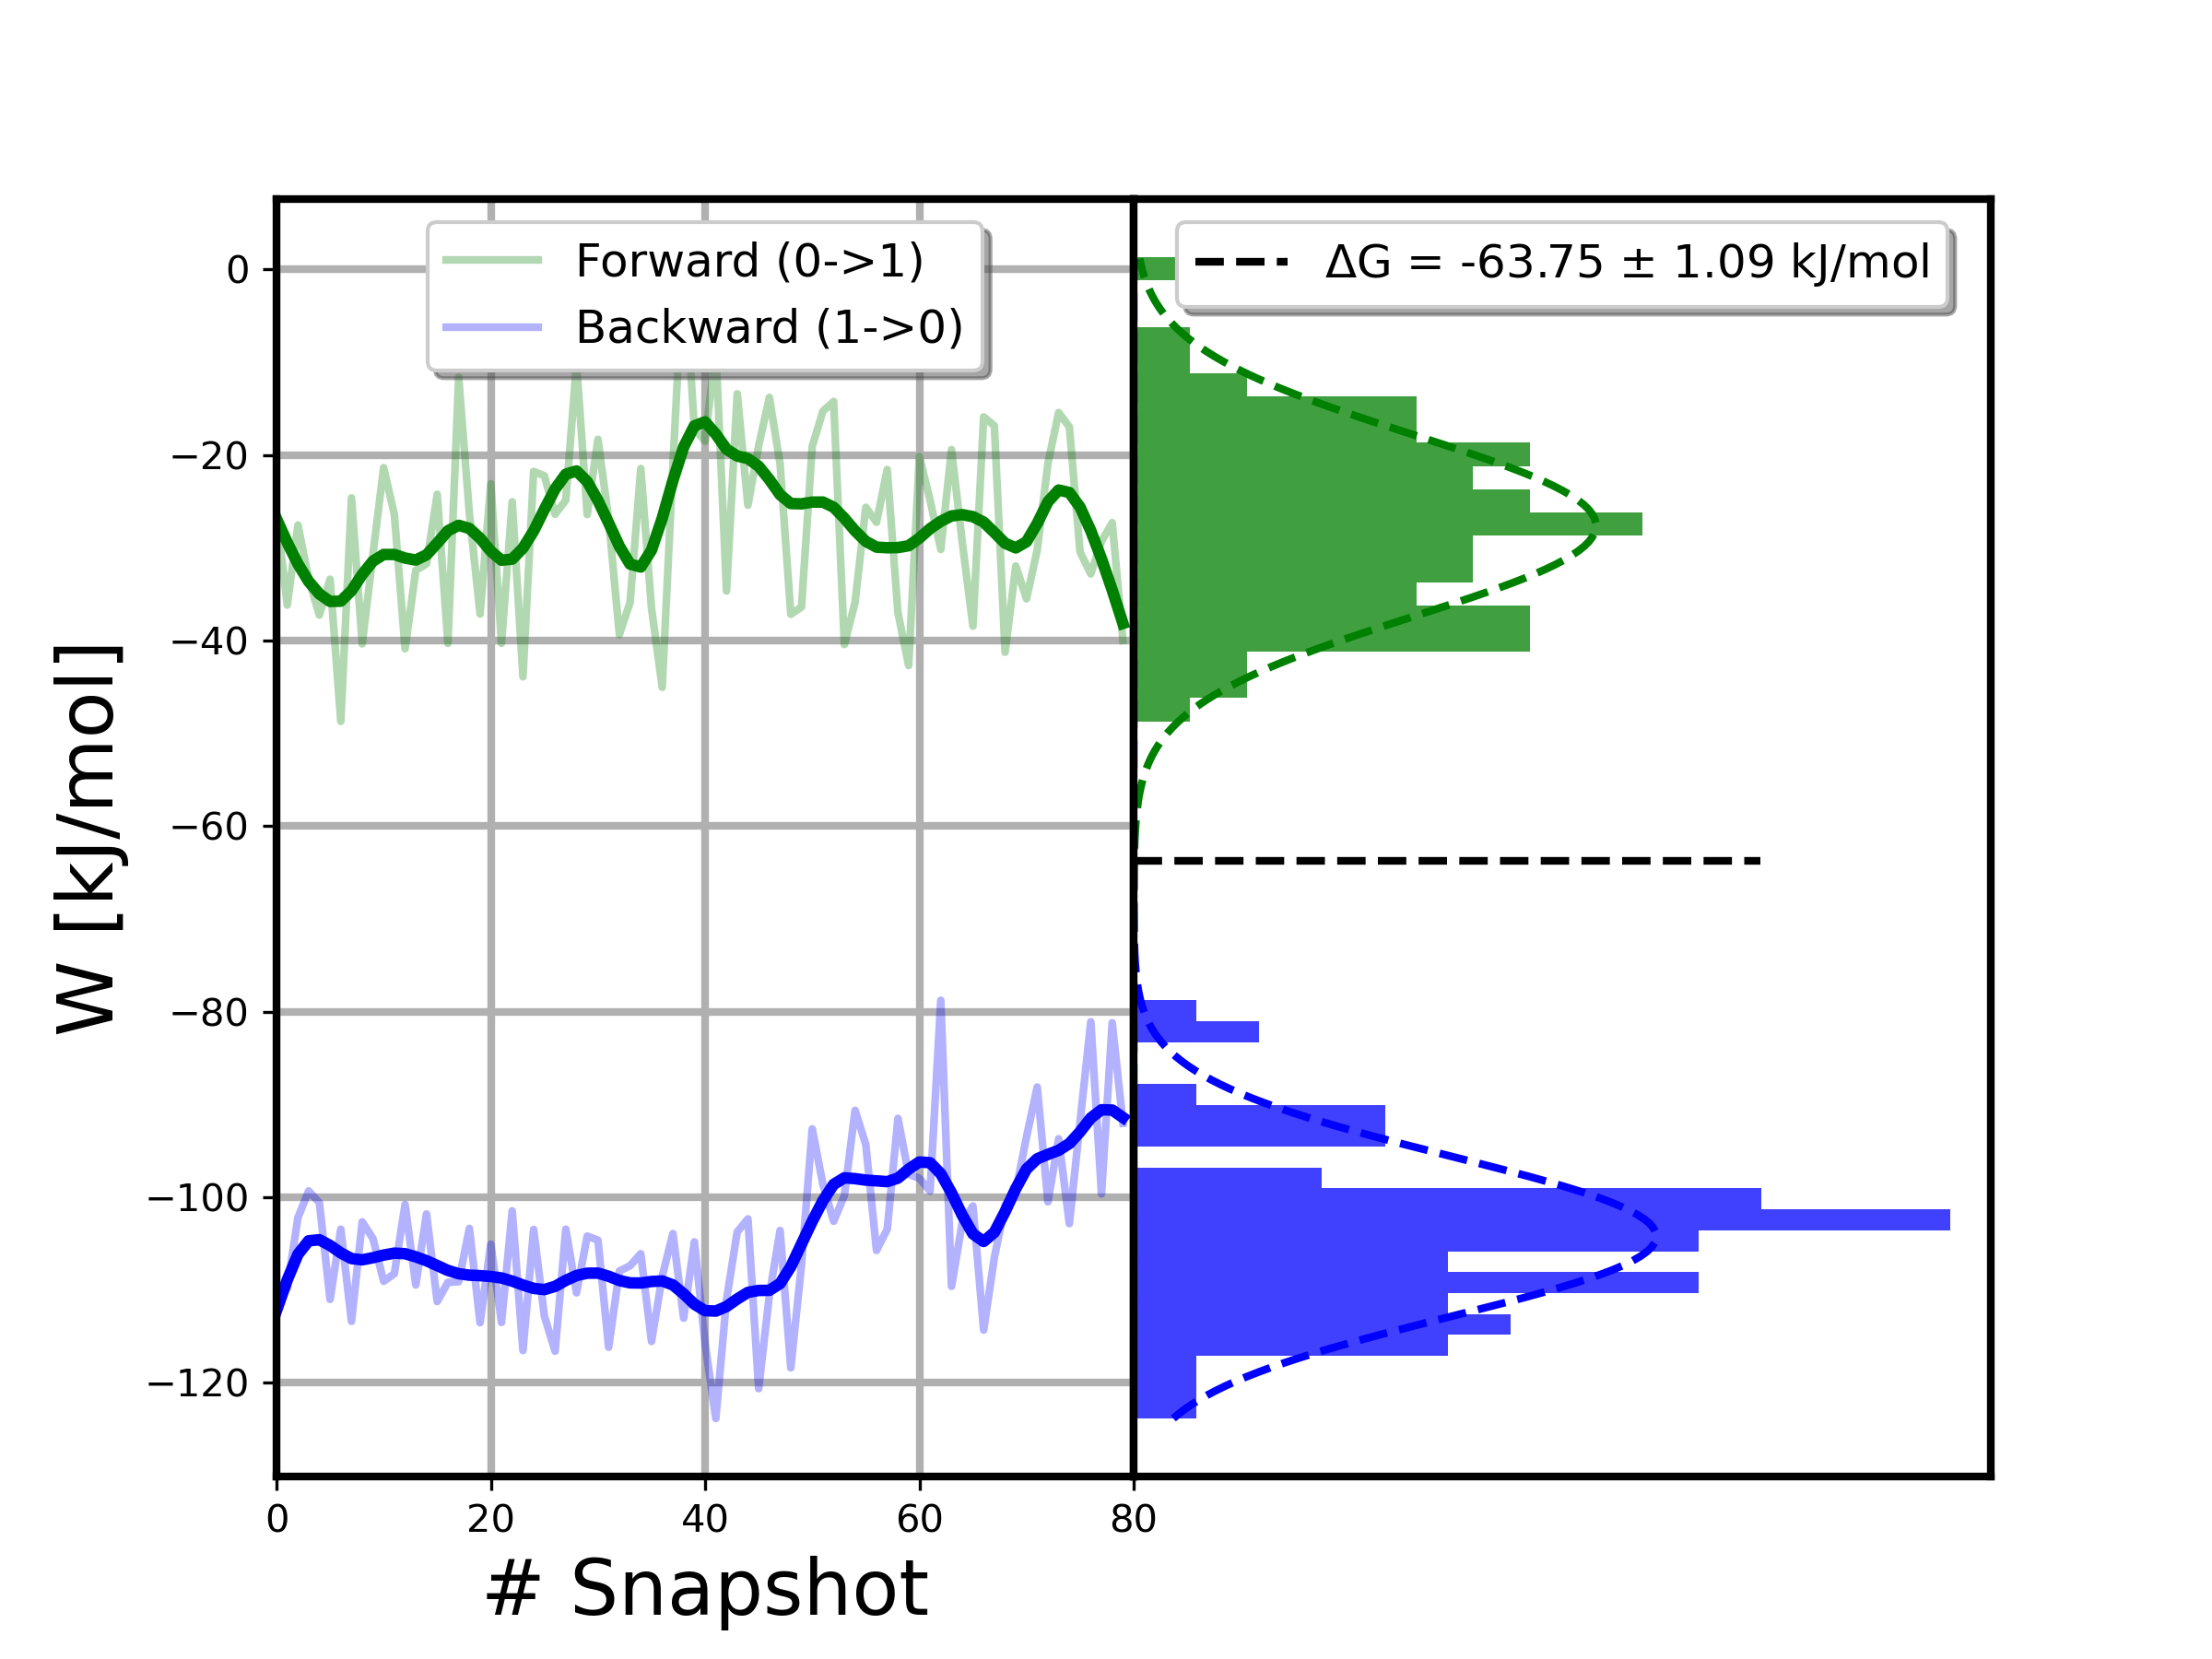 Forward (0->1)
Backward (1->0)
ΔG = -63.75 ± 1.09 kJ/mol
W [kJ/mol]
0
−20
−40
−60
−80
−100
−120
0 20 40 60 80
# Snapshot